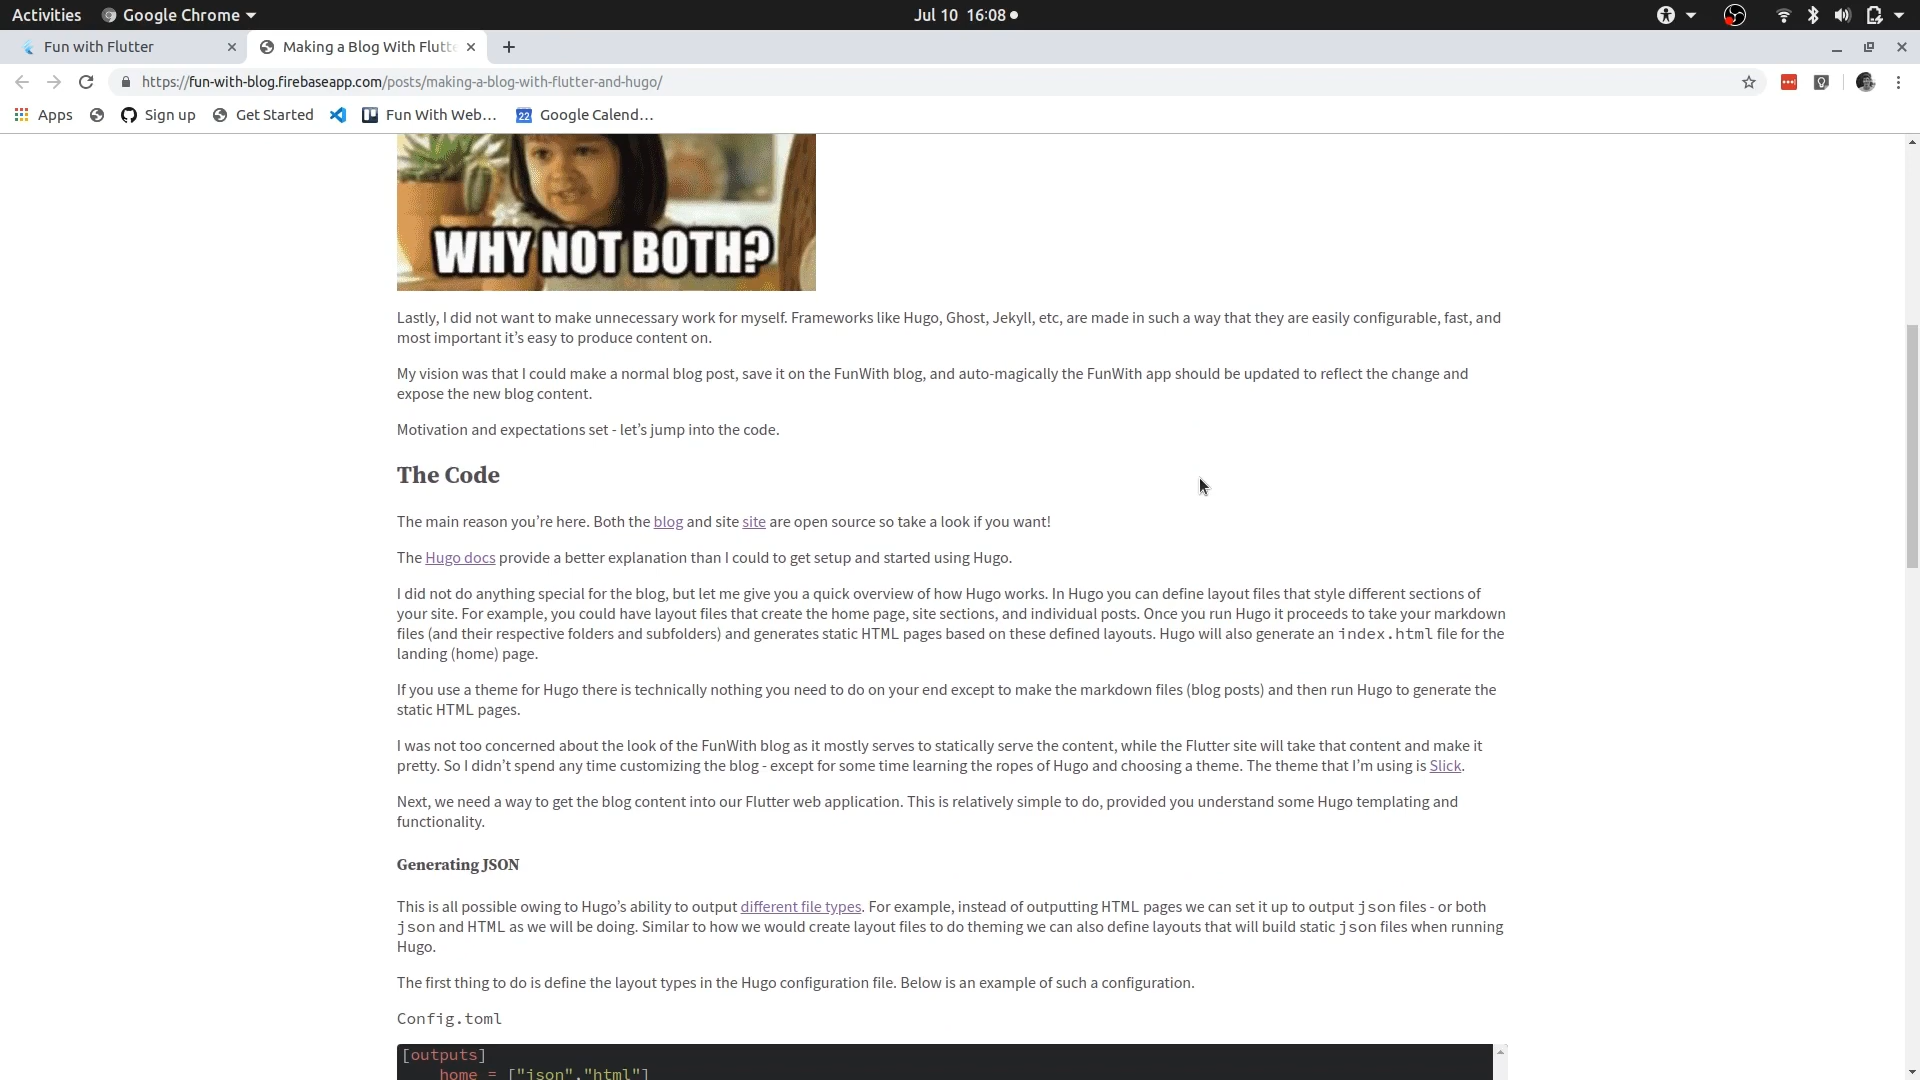 Activities Google Chrome Jul 10 16:08
Fun with Flutter Making a Blog With Flutte
https://fun-with-blog.firebaseapp.com/posts/making-a-blog-with-flutter-and-hugo/
Apps Sign up Get Started Fun With Web... 22 Google Calend...
WHY NOT BOTH?
Lastly, I did not want to make unnecessary work for myself. Frameworks like Hugo, Ghost, Jekyll, etc, are made in such a way that they are easily configurable, fast, and
most important it's easy to produce content on.
My vision was that I could make a normal blog post, save it on the FunWith blog, and auto-magically the FunWith app should be updated to reflect the change and
expose the new blog content.
Motivation and expectations set - let's jump into the code.
The Code
The main reason you're here. Both the blog and site site are open source so take a look if you want!
The Hugo docs provide a better explanation than I could to get setup and started using Hugo.
I did not do anything special for the blog, but let me give you a quick overview of how Hugo works. In Hugo you can define layout files that style different sections of
your site. For example, you could have layout files that create the home page, site sections, and individual posts. Once you run Hugo it proceeds to take your markdown
files (and their respective folders and subfolders) and generates static HTML pages based on these defined layouts. Hugo will also generate an index.html file for the
landing (home) page.
If you use a theme for Hugo there is technically nothing you need to do on your end except to make the markdown files (blog posts) and then run Hugo to generate the
static HTML pages.
I was not too concerned about the look of the FunWith blog as it mostly serves to statically serve the content, while the Flutter site will take that content and make it
pretty. So I didn't spend any time customizing the blog - except for some time learning the ropes of Hugo and choosing a theme. The theme that I'm using is Slick.
Next, we need a way to get the blog content into our Flutter web application. This is relatively simple to do, provided you understand some Hugo templating and
functionality.
Generating JSON
This is all possible owing to Hugo's ability to output different file types. For example, instead of outputting HTML pages we can set it up to output json files - or both
json and HTML as we will be doing. Similar to how we would create layout files to do theming we can also define layouts that will build static json files when running
Hugo.
The first thing to do is define the layout types in the Hugo configuration file. Below is an example of such a configuration.
Config.toml
[outputs]
home = ["json","html"]